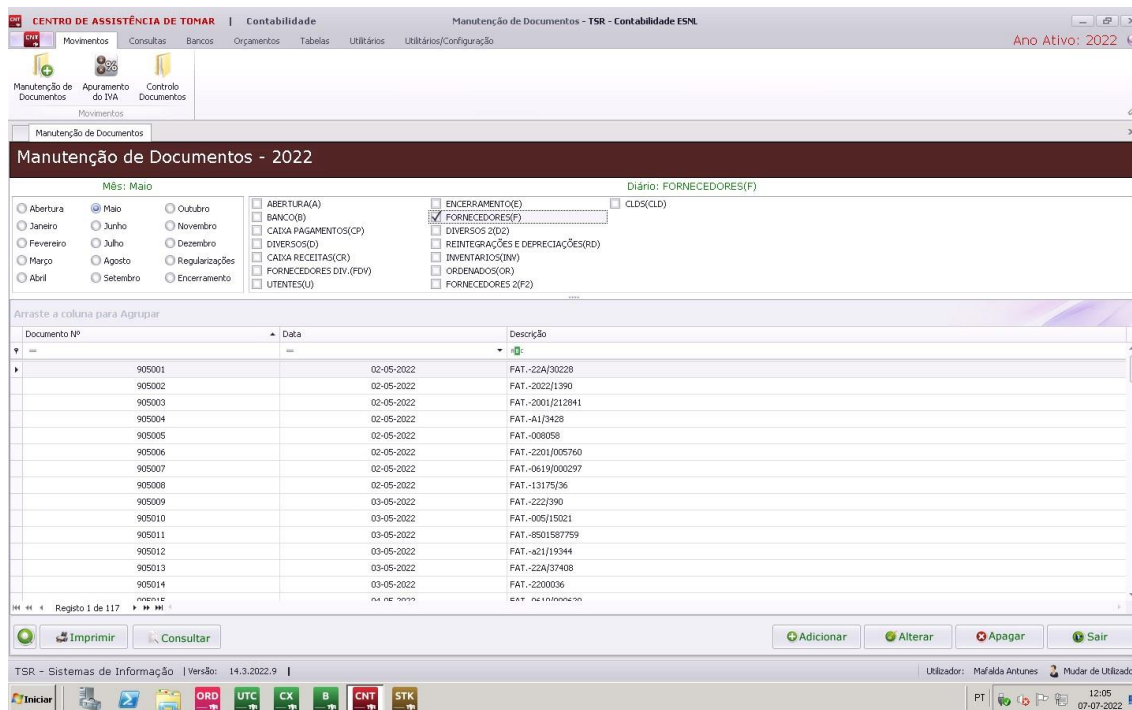 CNT CENTRO DE ASSISTÊNCIA DE TOMAR | Contabilidade Manutenção de Documentos - TSR - Contabilidade ESNL
CNT Movimentos Consultas Bancos Orçamentos Tabelas Utilitários Utilitários/Configuração Ano Ativo: 2022
Manutenção de Documentos
Apuramento do IVA
Controlo Documentos
Movimentos
Manutenção de Documentos
Manutenção de Documentos - 2022
Mês: Maio Diário: FORNECEDORES(F)
Abertura Maio Outubro
Janeiro Junho Novembro
Fevereiro Julho Dezembro
Março Agosto Regularizações
Abril Setembro Encerramento
ABERTURA(A) ENCERRAMENTO(E) CLDS(CLD)
BANCO(B) FORNECEDORES(F)
CAIXA PAGAMENTOS(CP) DIVERSOS 2(D2)
DIVERSOS(D) REINTEGRAÇÕES E DEPRECIAÇÕES(RD)
CAIXA RECEITAS(CR) INVENTARIOS(INV)
FORNECEDORES DIV.(FDV) ORDENADOS(OR)
UTENTES(U) FORNECEDORES 2(F2)
Arraste a coluna para Agrupar
Documento Nº Data Descrição
= =
905001 02-05-2022 FAT.-22A/30228
905002 02-05-2022 FAT.-2022/1390
905003 02-05-2022 FAT.-2001/212841
905004 02-05-2022 FAT.-A1/3428
905005 02-05-2022 FAT.-008058
905006 02-05-2022 FAT.-2201/005760
905007 02-05-2022 FAT.-0619/000297
905008 02-05-2022 FAT.-13175/36
905009 03-05-2022 FAT.-222/390
905010 03-05-2022 FAT.-005/15021
905011 03-05-2022 FAT.-8501587759
905012 03-05-2022 FAT.-a21/19344
905013 03-05-2022 FAT.-22A/37408
905014 03-05-2022 FAT.-2200036
Registo 1 de 117
Imprimir Consultar Adicionar Alterar Apagar Sair
TSR - Sistemas de Informação | Versão: 14.3.2022.9 | Utilizador: Mafalda Antunes Mudar de Utilizado
Iniciar ORD UTC CX B CNT STK PT 12:05
07-07-2022